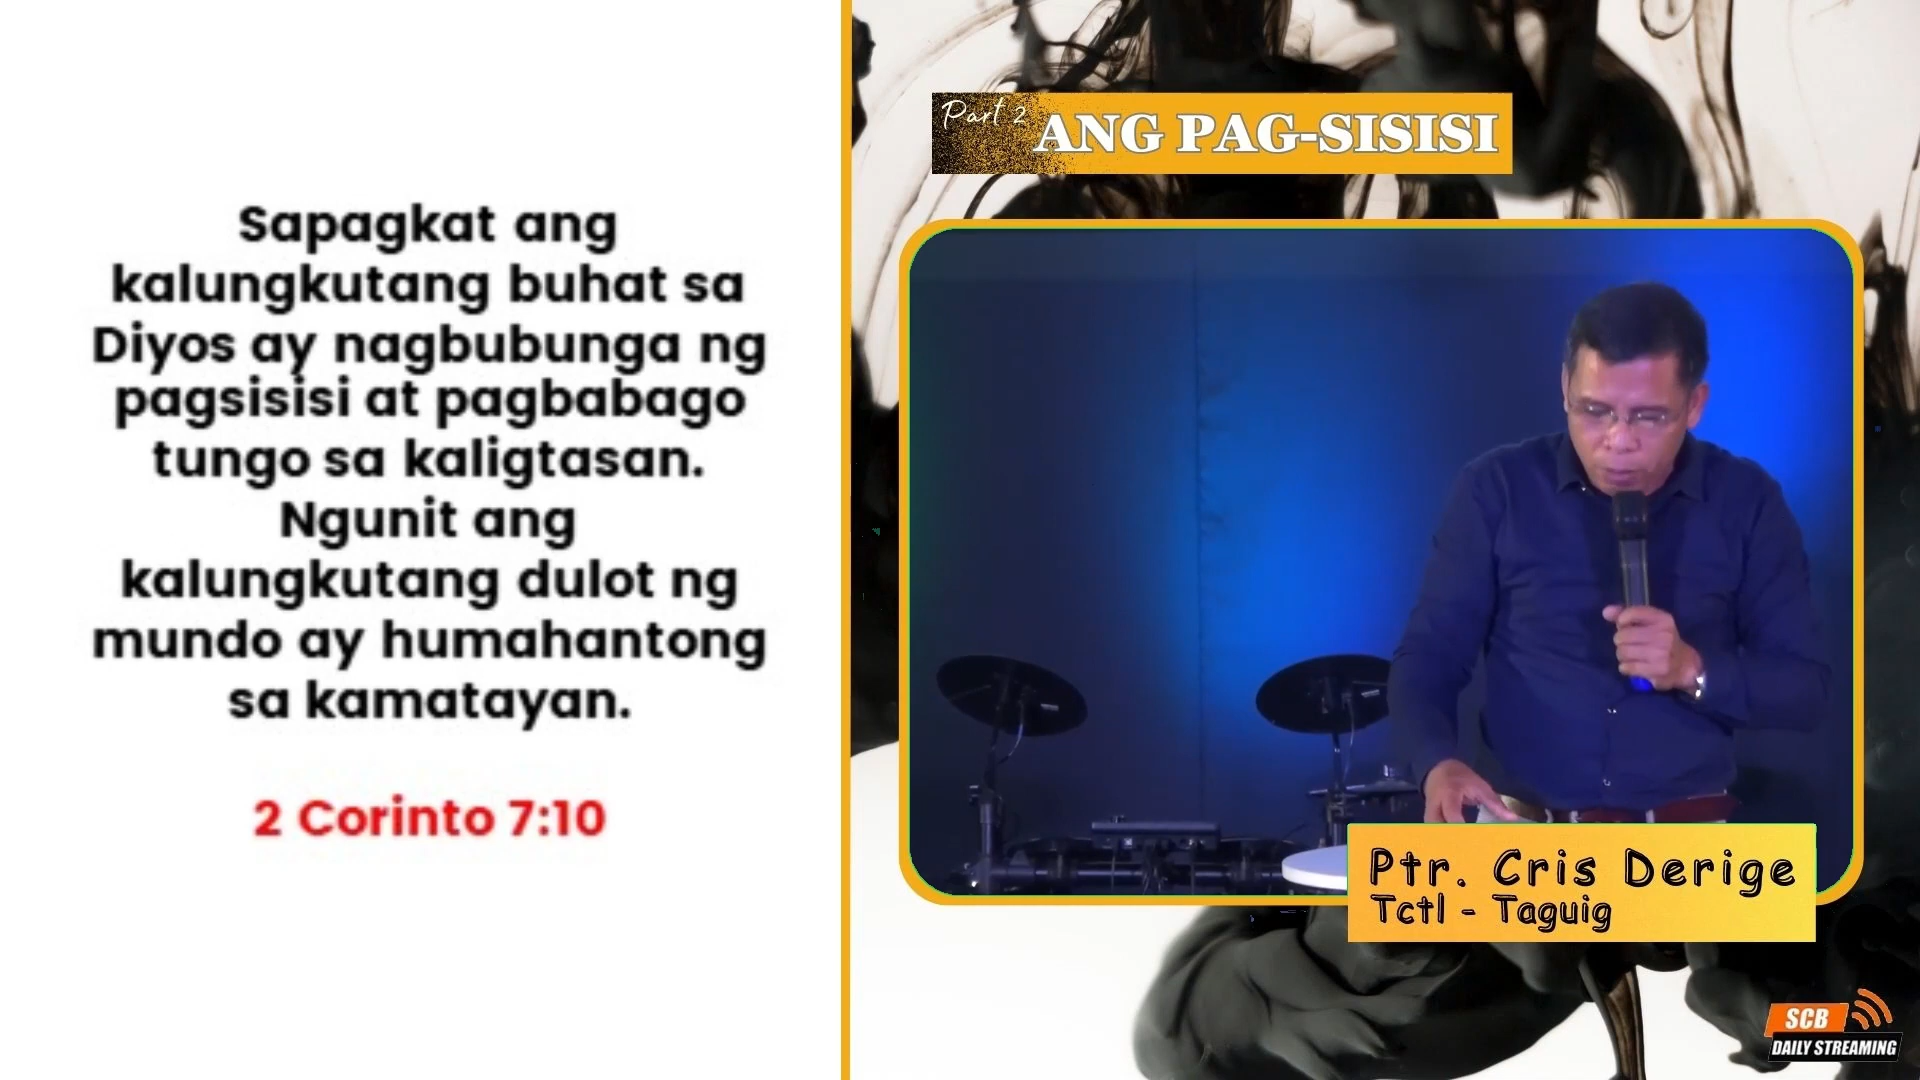 Sapagkat ang
kalungkutang buhat sa
Diyos ay nagbubunga ng
pagsisisi at pagbabago
tungo sa kaligtasan.
Ngunit ang
kalungkutang dulot ng
mundo ay humahantong
sa kamatayan.
2 Corinto 7:10
Part 2
ANG PAG-SISISI
Ptr. Cris Derige
Tctl - Taguig
SCB
DAILY STREAMING